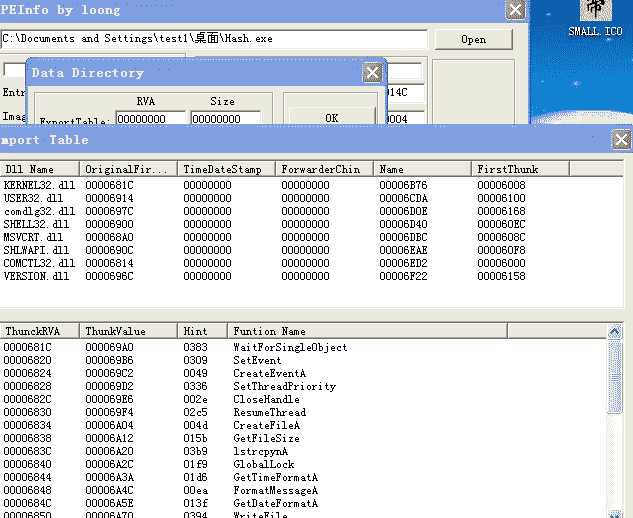 PEInfo by loong
C:\Documents and Settings\test1\桌面\Hash.exe
Open
SMALL ICO
Data Directory
Entr
014C
RVA Size
Imag
ExportTable: 00000000 00000000
OK
0004
mport Table
Dll Name OriginalFir... TimeDateStamp ForwarderChin Name FirstThunk
KERNEL32.dll 0000681C 00000000 00000000 00006B76 00006008
USER32.dll 00006914 00000000 00000000 00006CDA 00006100
comdlg32.dll 0000697C 00000000 00000000 00006D0E 00006168
SHELL32.dll 00006900 00000000 00000000 00006D40 000060EC
MSVCRT.dll 000068A0 00000000 00000000 00006DBC 0000608C
SHLWAPI.dll 0000690C 00000000 00000000 00006EAE 000060F8
COMCTL32.dll 00006814 00000000 00000000 00006ED2 00006000
VERSION.dll 0000696C 00000000 00000000 00006F22 00006158
ThunckRVA ThunkValue Hint Funtion Name
0000681C 000069A0 0383 WaitForSingleObject
00006820 000069B6 0309 SetEvent
00006824 000069C2 0049 CreateEventA
00006828 000069D2 0336 SetThreadPriority
0000682C 000069E6 002e CloseHandle
00006830 000069F4 02c5 ResumeThread
00006834 00006A04 004d CreateFileA
00006838 00006A12 015b GetFileSize
0000683C 00006A20 03b9 lstrcpynA
00006840 00006A2C 01f9 GlobalLock
00006844 00006A3A 01d6 GetTimeFormatA
00006848 00006A4C 00ea FormatMessageA
0000684C 00006A5E 013f GetDateFormatA
00006850 00006A70 0394 WriteFile